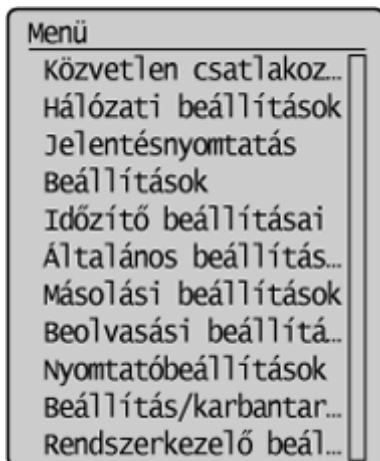 Menü
Közvetlen csatlakoz…
Hálózati beállítások
Jelentésnyomtatás
Beállítások
Időzítő beállításai
Általános beállítás…
Másolási beállítások
Beolvasási beállítá…
Nyomtatóbeállítások
Beállítás/karbantar…
Rendszerkezelő beál…